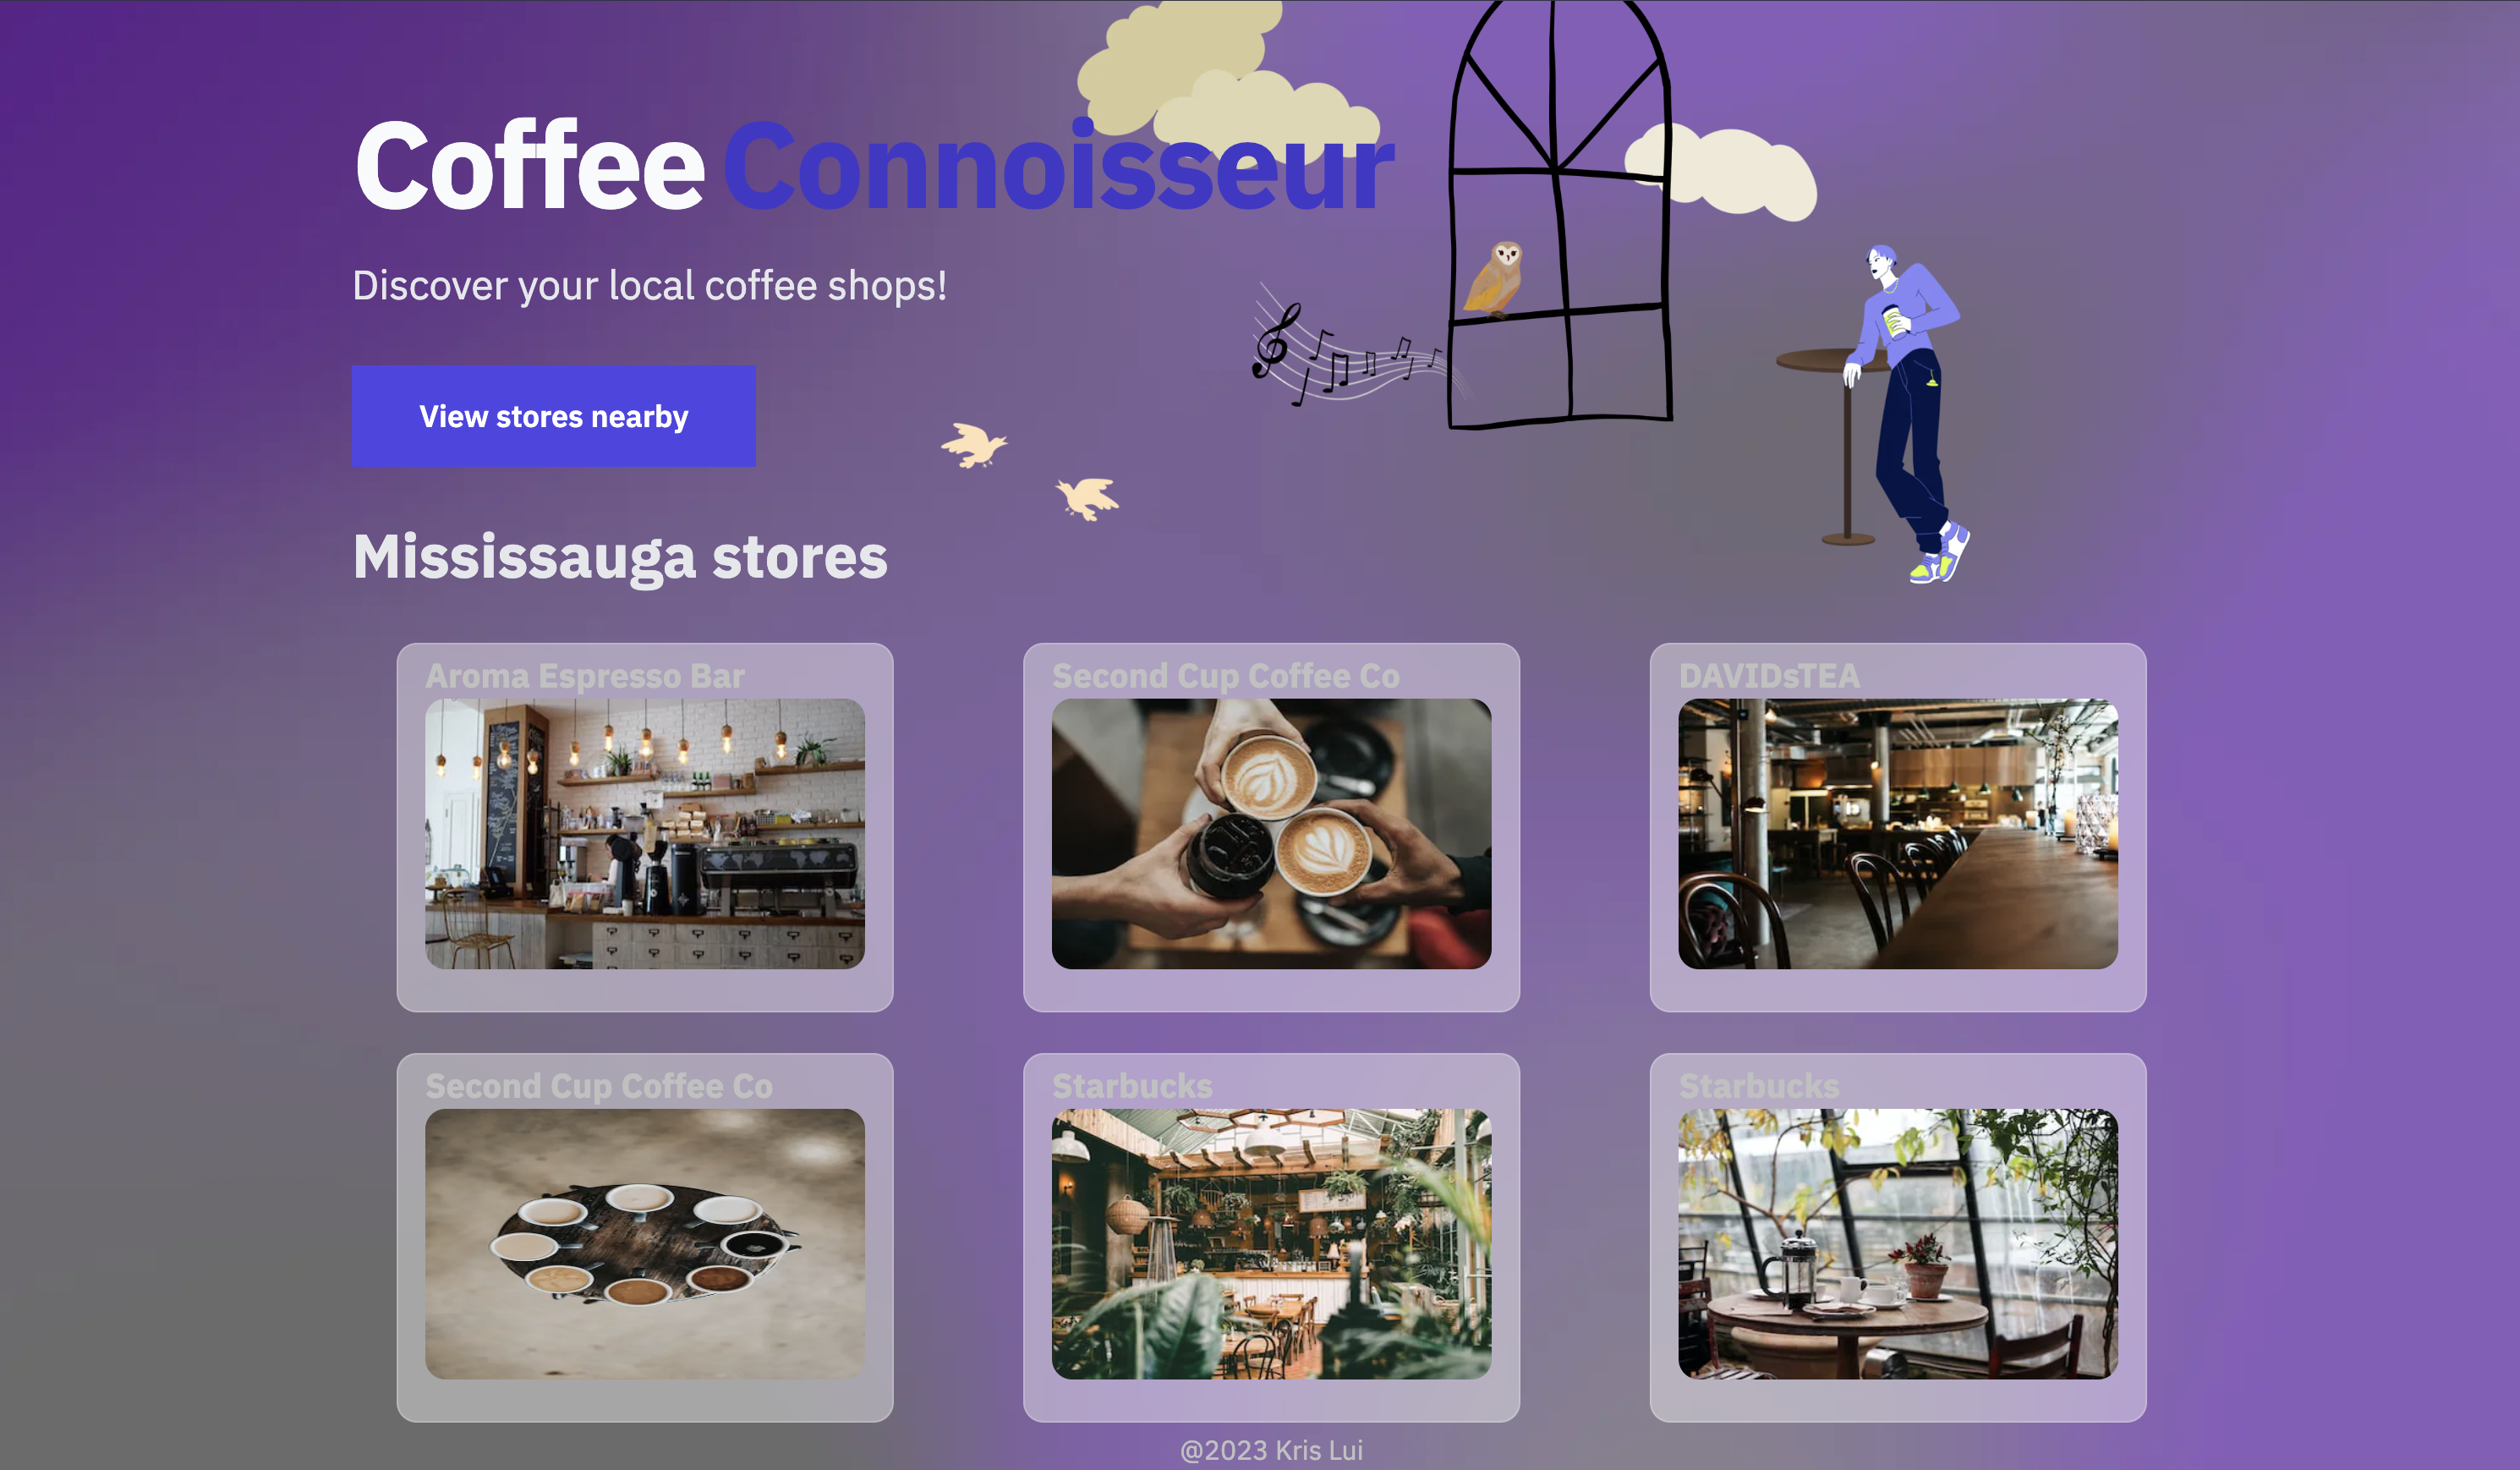 Coffee Connoisseur
Discover your local coffee shops!
View stores nearby
Mississauga stores
Aroma Espresso Bar
Second Cup Coffee Co
DAVIDsTEA
Second Cup Coffee Co
Starbucks
Starbucks
@2023 Kris Lui